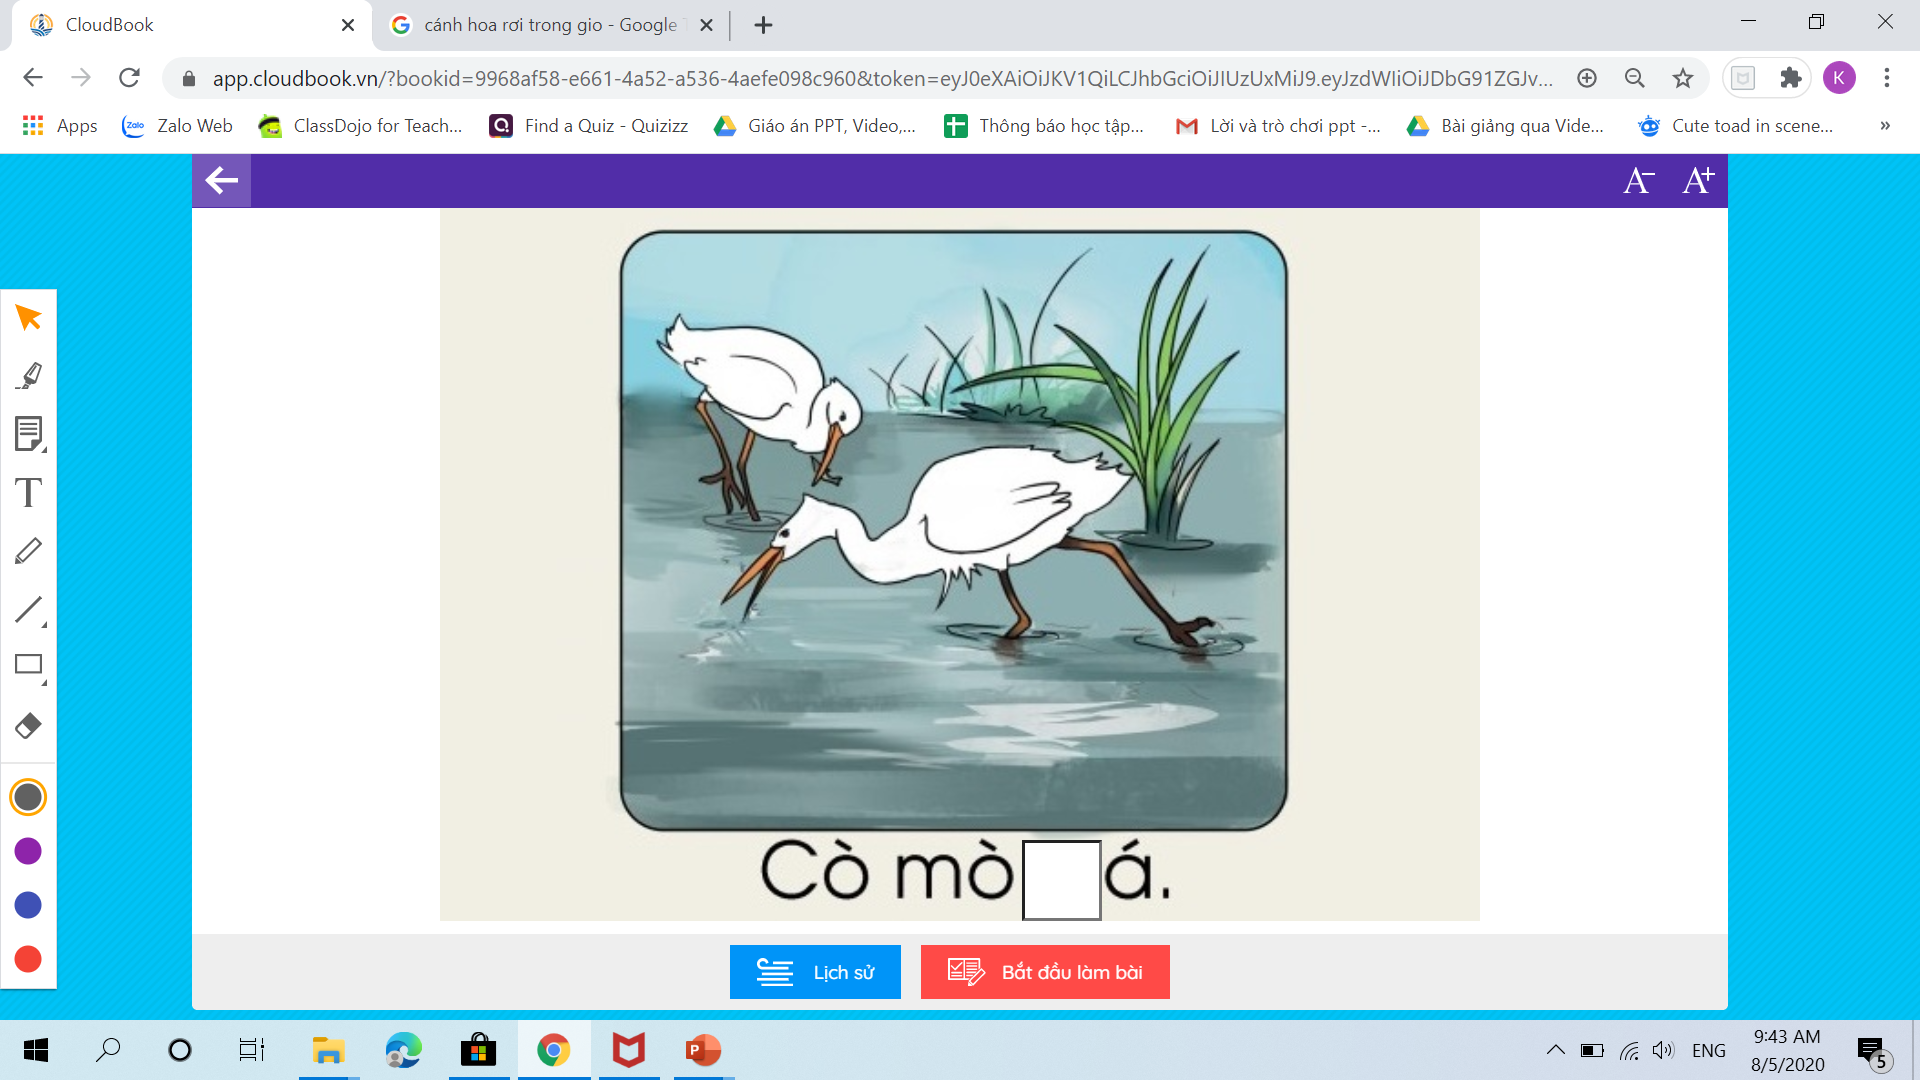 CloudBook
cánh hoa rơi trong gio - Google T
app.cloudbook.vn/?bookid=9968af58-e661-4a52-a536-4aefe098c960&token=eyJ0eXAiOiJKV1QiLCJhbGciOiJIUzUxMiJ9.eyJzdWIiOiJDbG91ZGJv...
K
Apps
Zalo Zalo Web
ClassDojo for Teach...
Find a Quiz - Quizizz
Giáo án PPT, Video,...
Thông báo học tập...
Lời và trò chơi ppt -...
Bài giảng qua Vide...
Cute toad in scene...
»
A- A+
T
Cò mò á.
Lịch sử
Bắt đầu làm bài
P
ENG
9:43 AM
8/5/2020
5